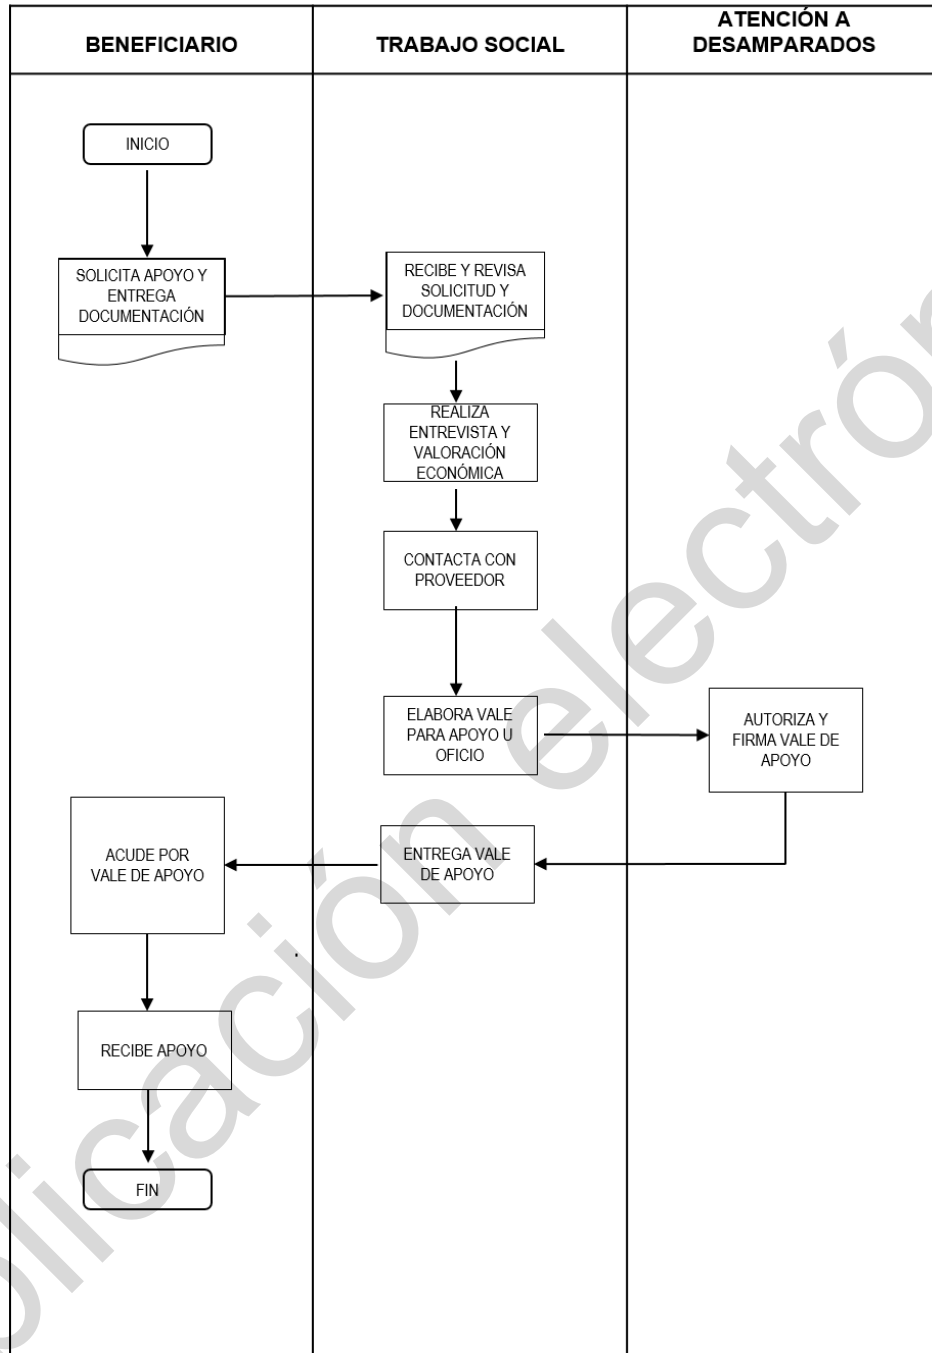 BENEFICIARIO
TRABAJO SOCIAL
ATENCIÓN A
DESAMPARADOS
INICIO
SOLICITA APOYO Y
ENTREGA
DOCUMENTACIÓN
RECIBE Y REVISA
SOLICITUD Y
DOCUMENTACIÓN
REALIZA
ENTREVISTA Y
VALORACIÓN
ECONÓMICA
CONTACTA CON
PROVEEDOR
ELABORA VALE
PARA APOYO U
OFICIO
AUTORIZA Y
FIRMA VALE DE
APOYO
ENTREGA VALE
DE APOYO
ACUDE POR
VALE DE APOYO
RECIBE APOYO
FIN
blicación electrón